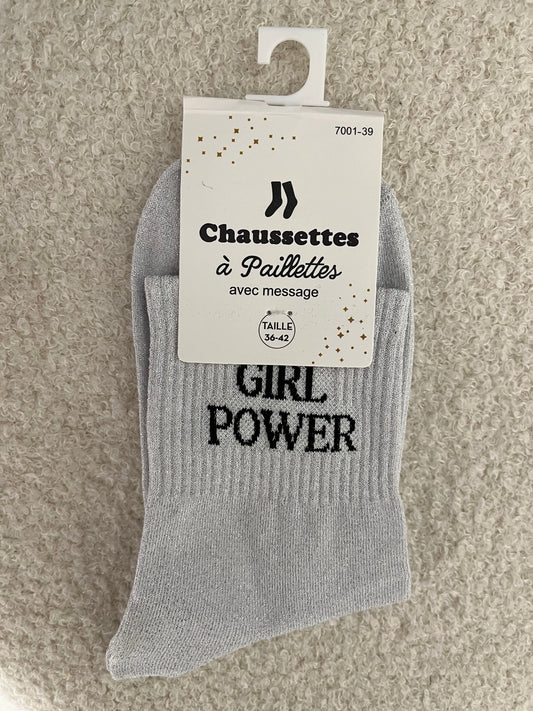 7001-39
Chaussettes
à Paillettes
avec message
TAILLE
36-42
GIRL
POWER